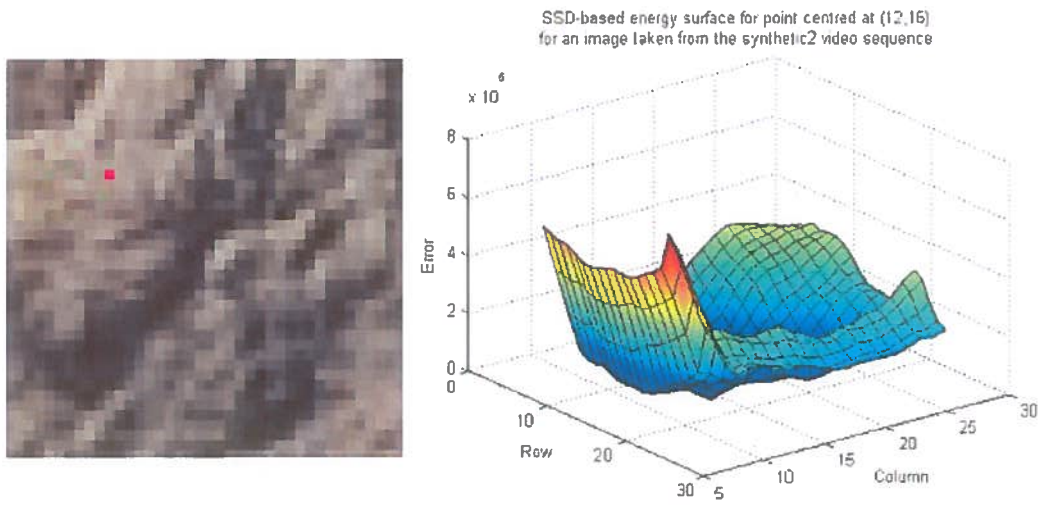 SSD-based energy surface for point centred at (12,16)
for an image taken from the synthetic2 video sequence
x 10 6
8
6
4
2
0
Error
0
10
20
30
Row
5
10
15
20
25
30
Column